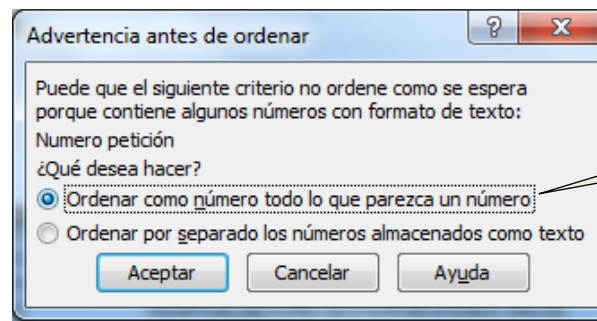 Advertencia antes de ordenar
Puede que el siguiente criterio no ordene como se espera
porque contiene algunos números con formato de texto:
Numero petición
¿Qué desea hacer?
Ordenar como número todo lo que parezca un número
Ordenar por separado los números almacenados como texto
Aceptar Cancelar Ayuda